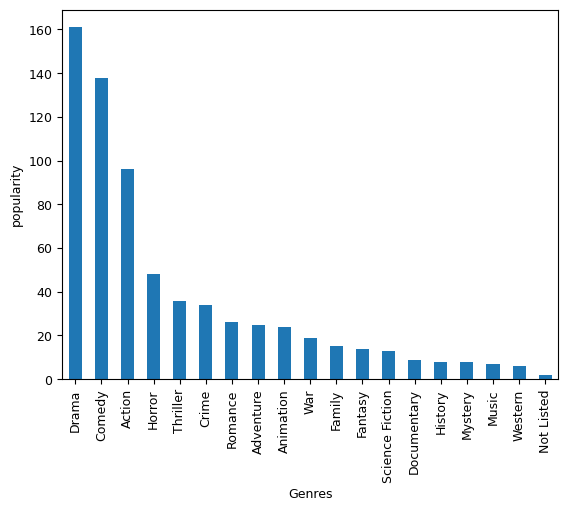 160
140
120
100
80
60
40
20
0
popularity
Drama
Comedy
Action
Horror
Thriller
Crime
Romance
Adventure
Animation
War
Family
Fantasy
Science Fiction
Documentary
History
Mystery
Music
Western
Not Listed
Genres